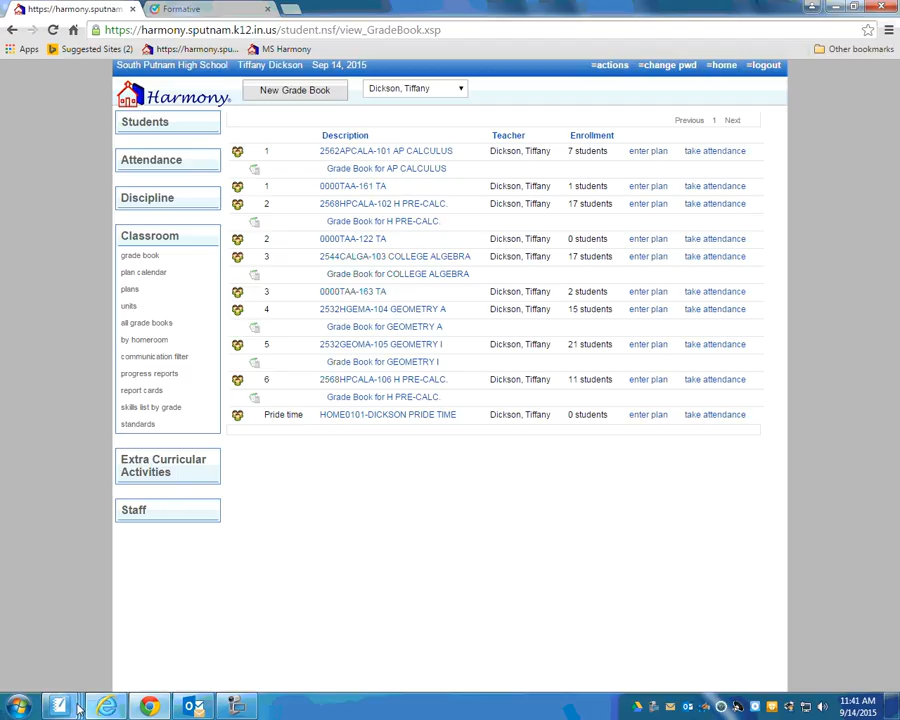 https://harmony.sputnam
Formative
https://harmony.sputnam.k12.in.us/student.nsf/view_GradeBook.xsp
Apps
Suggested Sites (2)
https://harmony.spu...
MS Harmony
Other bookmarks
South Putnam High School Tiffany Dickson Sep 14, 2015
≡actions ≡change pwd ≡home ≡logout
Harmony
New Grade Book
Dickson, Tiffany
Students
Attendance
Discipline
Classroom
grade book
plan calendar
plans
units
all grade books
by homeroom
communication filter
progress reports
report cards
skills list by grade
standards
Extra Curricular
Activities
Staff
Previous 1 Next
Description Teacher Enrollment
1 2562APCALA-101 AP CALCULUS Dickson, Tiffany 7 students enter plan take attendance
Grade Book for AP CALCULUS
1 0000TAA-161 TA Dickson, Tiffany 1 students enter plan take attendance
2 2568HPCALA-102 H PRE-CALC. Dickson, Tiffany 17 students enter plan take attendance
Grade Book for H PRE-CALC.
2 0000TAA-122 TA Dickson, Tiffany 0 students enter plan take attendance
3 2544CALGA-103 COLLEGE ALGEBRA Dickson, Tiffany 17 students enter plan take attendance
Grade Book for COLLEGE ALGEBRA
3 0000TAA-163 TA Dickson, Tiffany 2 students enter plan take attendance
4 2532HGEMA-104 GEOMETRY A Dickson, Tiffany 15 students enter plan take attendance
Grade Book for GEOMETRY A
5 2532GEOMA-105 GEOMETRY I Dickson, Tiffany 21 students enter plan take attendance
Grade Book for GEOMETRY I
6 2568HPCALA-106 H PRE-CALC. Dickson, Tiffany 11 students enter plan take attendance
Grade Book for H PRE-CALC.
Pride time HOME0101-DICKSON PRIDE TIME Dickson, Tiffany 0 students enter plan take attendance
11:41 AM
9/14/2015